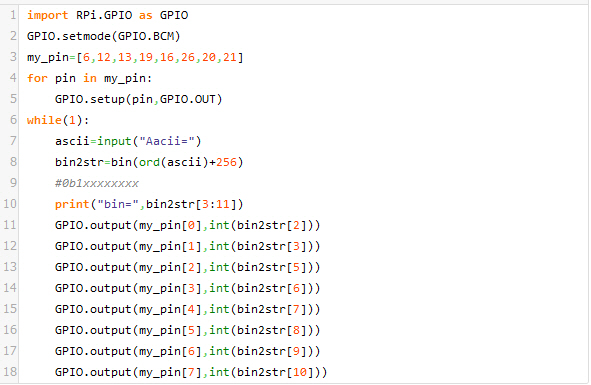 1 import RPi.GPIO as GPIO
2 GPIO.setmode(GPIO.BCM)
3 my_pin=[6,12,13,19,16,26,20,21]
4 for pin in my_pin:
5     GPIO.setup(pin,GPIO.OUT)
6 while(1):
7     ascii=input("Aacii=")
8     bin2str=bin(ord(ascii)+256)
9     #0b1xxxxxxxx
10     print("bin=",bin2str[3:11])
11     GPIO.output(my_pin[0],int(bin2str[2]))
12     GPIO.output(my_pin[1],int(bin2str[3]))
13     GPIO.output(my_pin[2],int(bin2str[5]))
14     GPIO.output(my_pin[3],int(bin2str[6]))
15     GPIO.output(my_pin[4],int(bin2str[7]))
16     GPIO.output(my_pin[5],int(bin2str[8]))
17     GPIO.output(my_pin[6],int(bin2str[9]))
18     GPIO.output(my_pin[7],int(bin2str[10]))